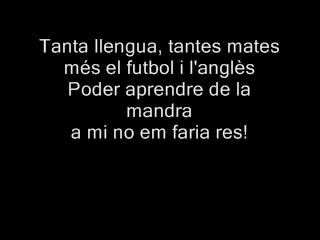 Tanta llengua, tantes mates
més el futbol i l'anglès
Poder aprendre de la
mandra
a mi no em faria res!